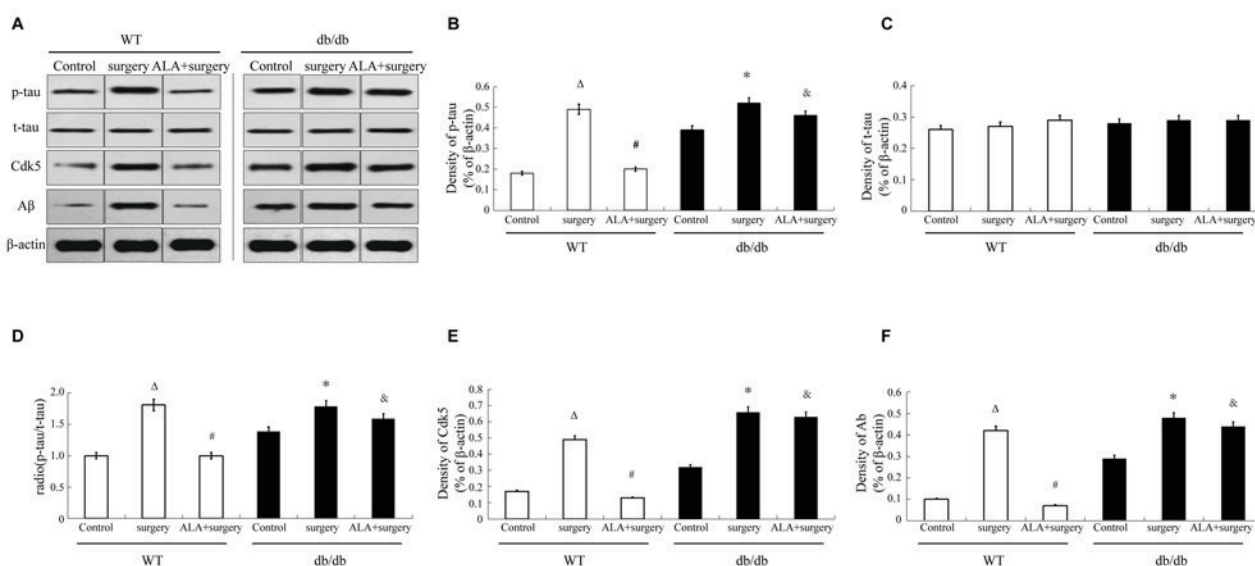 A
WT
db/db
Control surgery ALA+surgery
Control surgery ALA+surgery
p-tau
t-tau
Cdk5
Aβ
β-actin
B
Density of p-tau
(% of β-actin)
0.6
0.5
0.4
0.3
0.2
0.1
0
Δ
#
*
&
Control surgery ALA+surgery Control surgery ALA+surgery
WT
db/db
C
Density of t-tau
(% of β-actin)
0.4
0.3
0.2
0.1
0
Control surgery ALA+surgery Control surgery ALA+surgery
WT
db/db
D
radio(p-tau/t-tau)
2.0
1.5
1.0
0.5
0
Δ
#
*
&
Control surgery ALA+surgery Control surgery ALA+surgery
WT
db/db
E
Density of Cdk5
(% of β-actin)
0.8
0.7
0.6
0.5
0.4
0.3
0.2
0.1
0
Δ
#
*
&
Control surgery ALA+surgery Control surgery ALA+surgery
WT
db/db
F
Density of Ab
(% of β-actin)
0.6
0.5
0.4
0.3
0.2
0.1
0
Δ
#
*
&
Control surgery ALA+surgery Control surgery ALA+surgery
WT
db/db